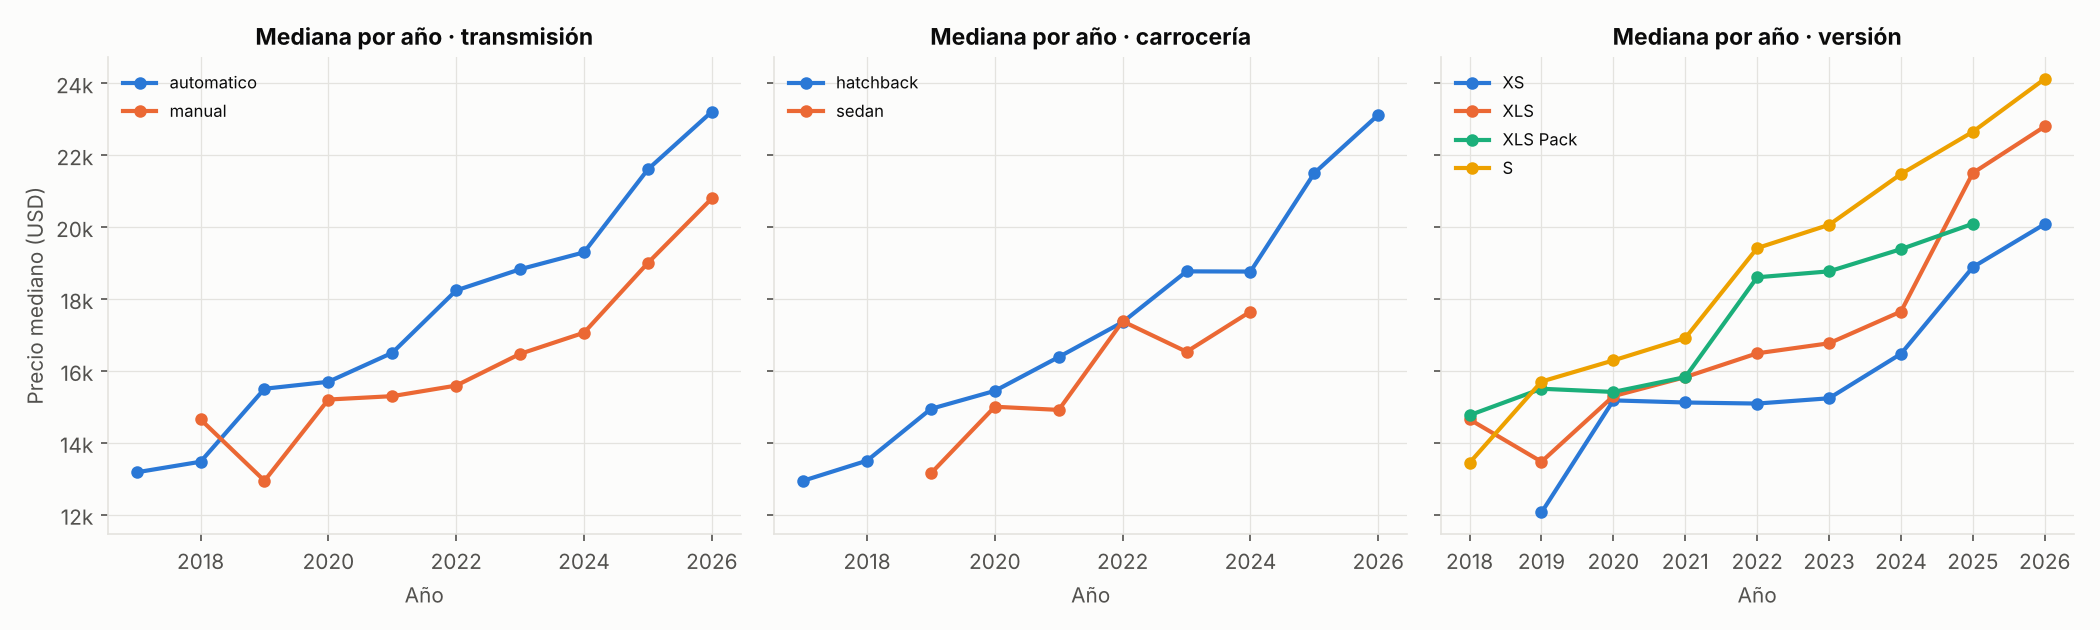 Mediana por año · transmisión
automatico
manual
Precio mediano (USD)
24k
22k
20k
18k
16k
14k
12k
2018 2020 2022 2024 2026
Año
Mediana por año · carrocería
hatchback
sedan
2018 2020 2022 2024 2026
Año
Mediana por año · versión
XS
XLS
XLS Pack
S
2018 2019 2020 2021 2022 2023 2024 2025 2026
Año